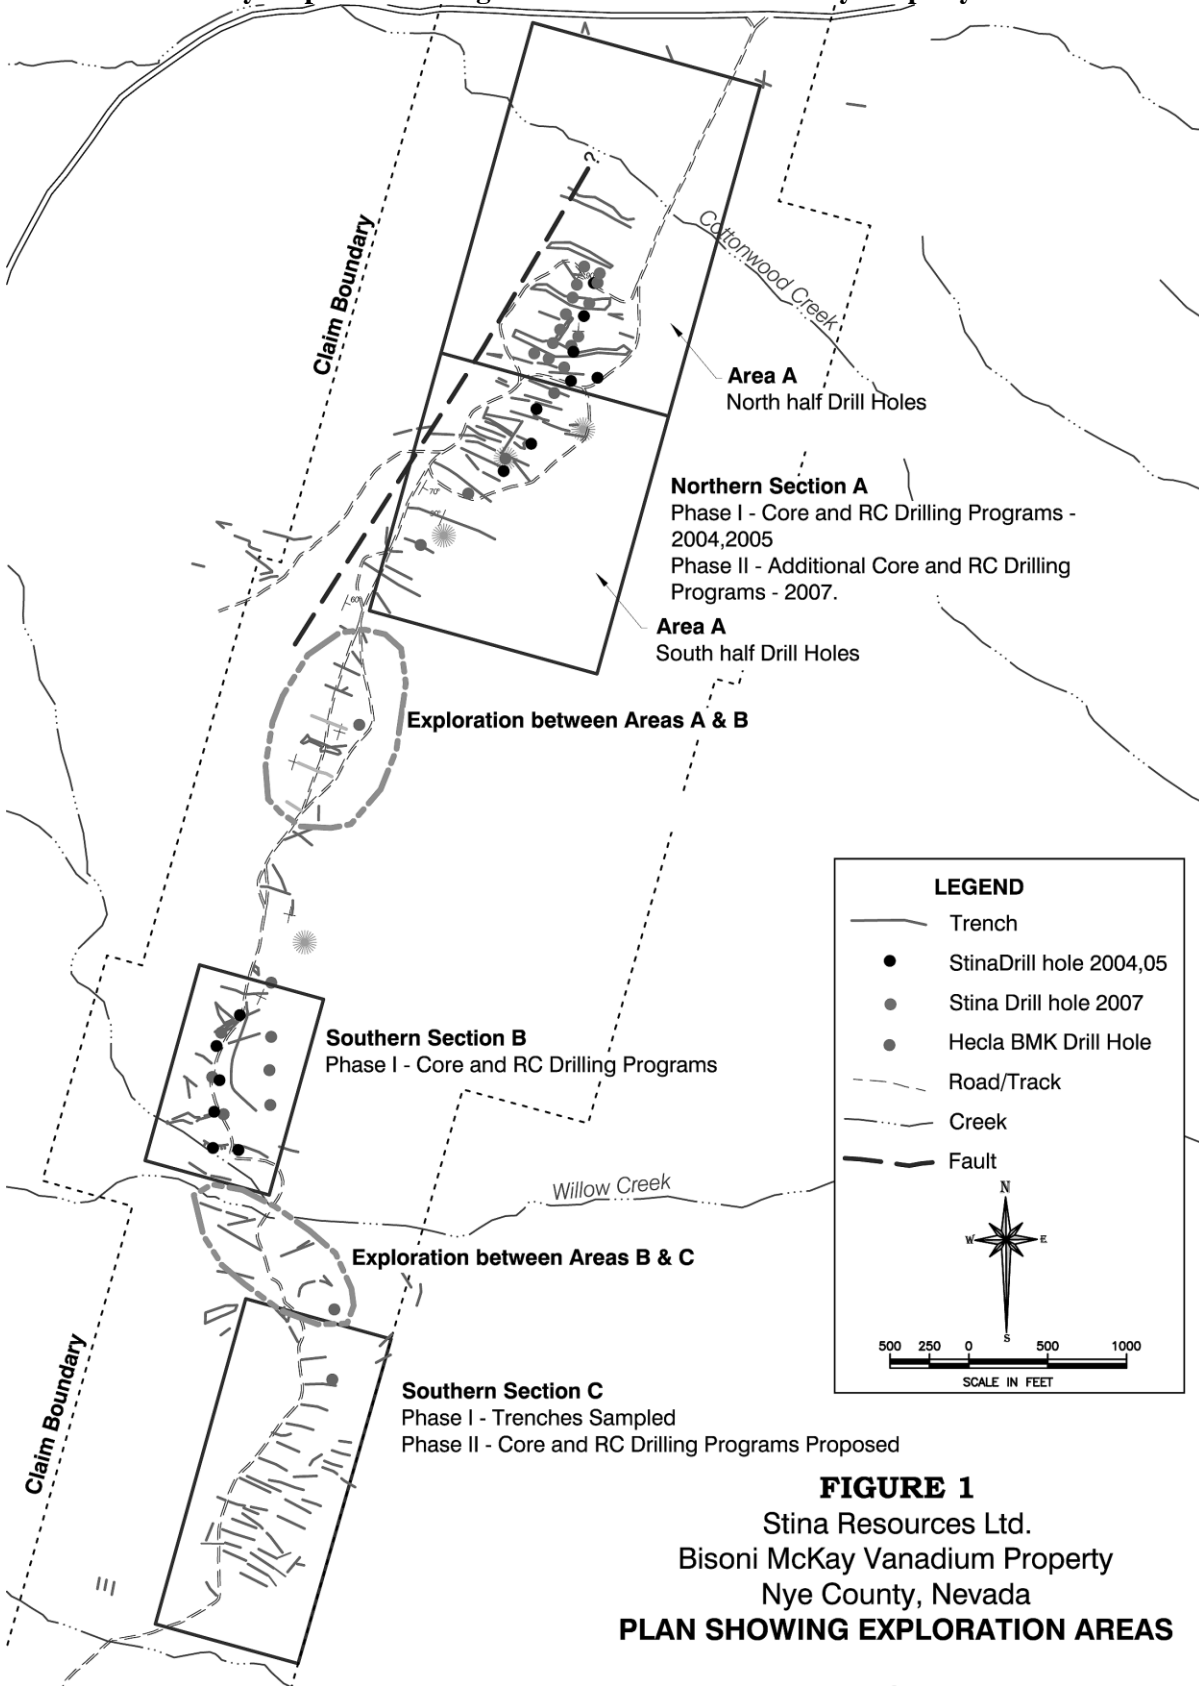 Claim Boundary
Cottonwood Creek
Area A
North half Drill Holes
Northern Section A
Phase I - Core and RC Drilling Programs -
2004,2005
Phase II - Additional Core and RC Drilling
Programs - 2007.
Area A
South half Drill Holes
Exploration between Areas A & B
Southern Section B
Phase I - Core and RC Drilling Programs
Willow Creek
Exploration between Areas B & C
Claim Boundary
Southern Section C
Phase I - Trenches Sampled
Phase II - Core and RC Drilling Programs Proposed
?
70
60
LEGEND
Trench
StinaDrill hole 2004,05
Stina Drill hole 2007
Hecla BMK Drill Hole
Road/Track
Creek
Fault
N
W E
S
500 250 0 500 1000
SCALE IN FEET
FIGURE 1
Stina Resources Ltd.
Bisoni McKay Vanadium Property
Nye County, Nevada
PLAN SHOWING EXPLORATION AREAS